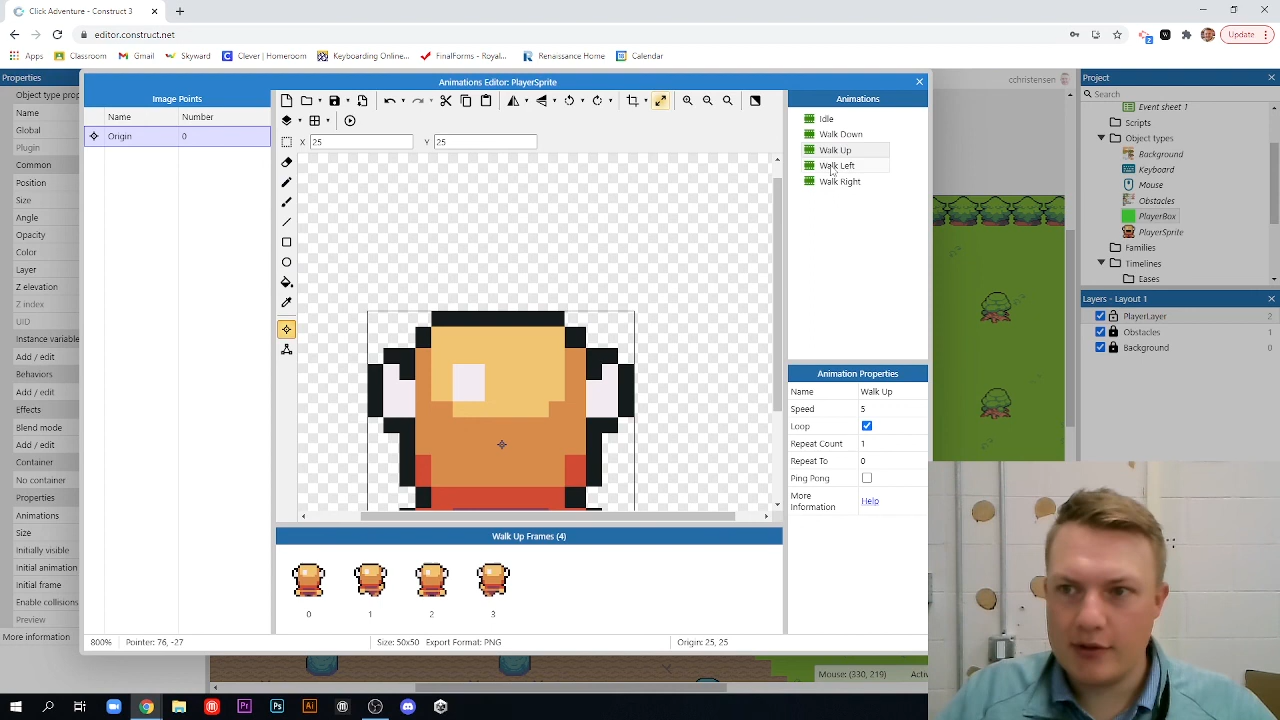 Click Adventure - Construct 3
editor.construct.net
Update
Apps
Classroom
Gmail
Skyward
Clever | Homeroom
Keyboarding Online...
FinalForms - Royal...
Renaissance Home
Calendar
Properties
Animations Editor: PlayerSprite
cchristensen
Project
Object type prop
Name
Global
Plugin
Common
Position
Size
Angle
Opacity
Color
Layer
Z elevation
Z index
UID
Instance variable
Add / edit
Behaviors
Add / edit
Effects
Blend mode
Add / edit
Container
No container
Properties
Animations
Size
Initially visible
Initial animation
Initial frame
Enable collisions
Preview
More information
Image Points
Name Number
Origin 0
X 25 Y 25
Animations
Idle
Walk Down
Walk Up
Walk Left
Walk Right
Animation Properties
Name Walk Up
Speed 5
Loop
Repeat Count 1
Repeat To 0
Ping Pong
More Information Help
Walk Up Frames (4)
0 1 2 3
800% Pointer: 76, -27 Size: 50x50 Export Format: PNG Origin: 25, 25
Search
Event sheet 1
Scripts
Object types
Background
Keyboard
Mouse
Obstacles
PlayerBox
PlayerSprite
Families
Timelines
Eases
Layers - Layout 1
PlayerLayer 2
Obstacles 1
Background 0
Mouse: (330, 219) Activ